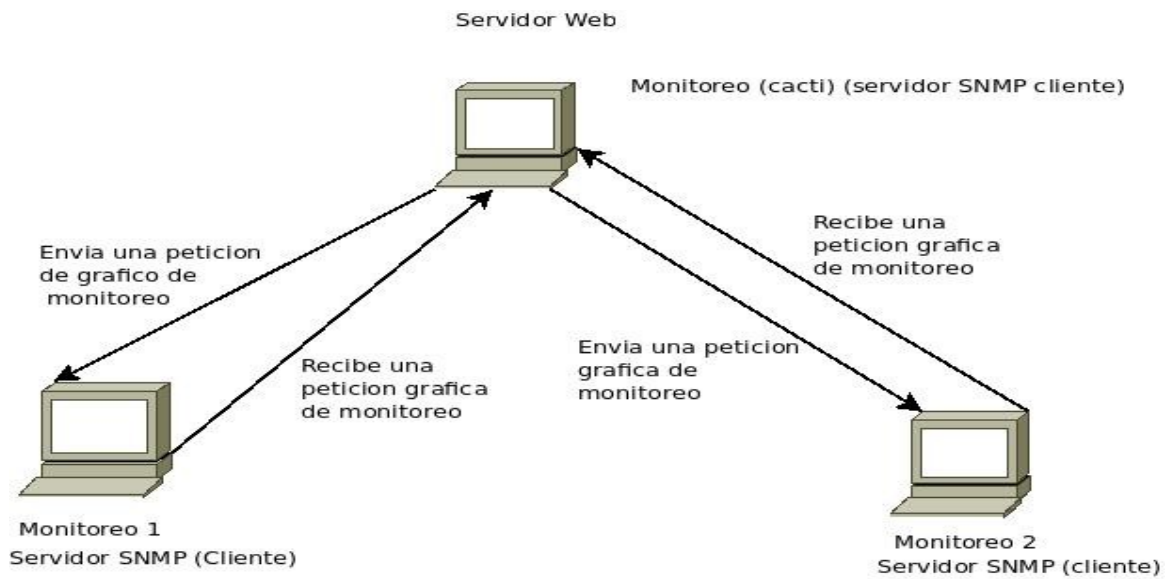 Servidor Web
Monitoreo (cacti) (servidor SNMP cliente)
Envia una peticion
de grafico de
monitoreo
Recibe una
peticion grafica
de monitoreo
Recibe una
peticion grafica
de monitoreo
Envia una peticion
grafica de
monitoreo
Monitoreo 1
Servidor SNMP (Cliente)
Monitoreo 2
Servidor SNMP (cliente)